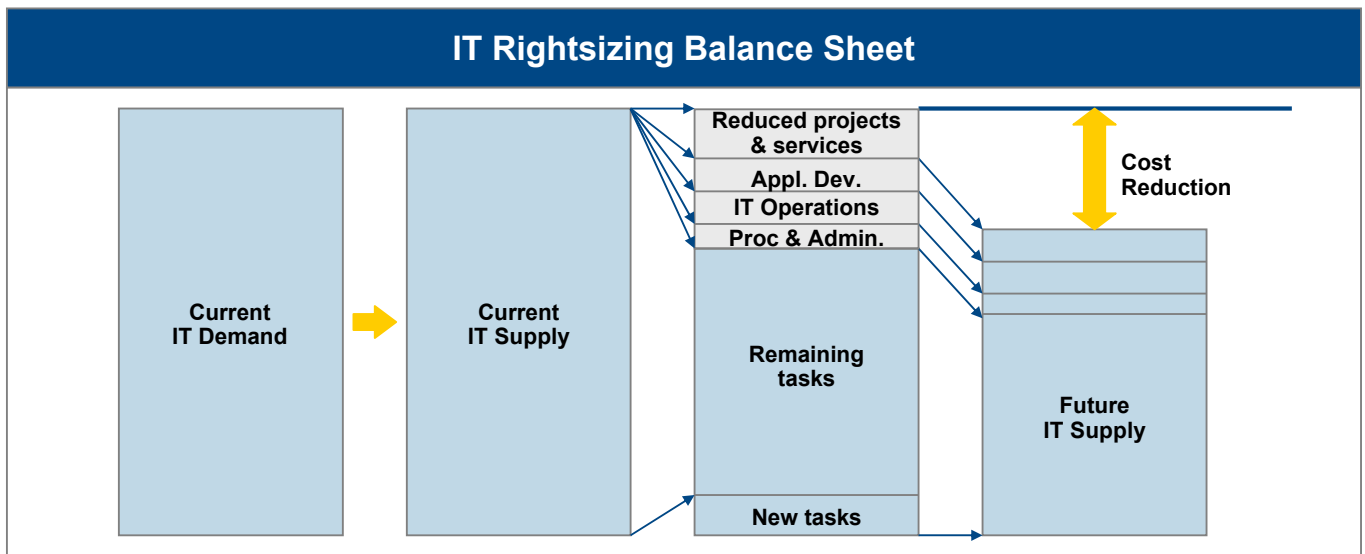 IT Rightsizing Balance Sheet
Current
IT Demand
Current
IT Supply
Reduced projects
& services
Appl. Dev.
IT Operations
Proc & Admin.
Remaining
tasks
New tasks
Cost
Reduction
Future
IT Supply